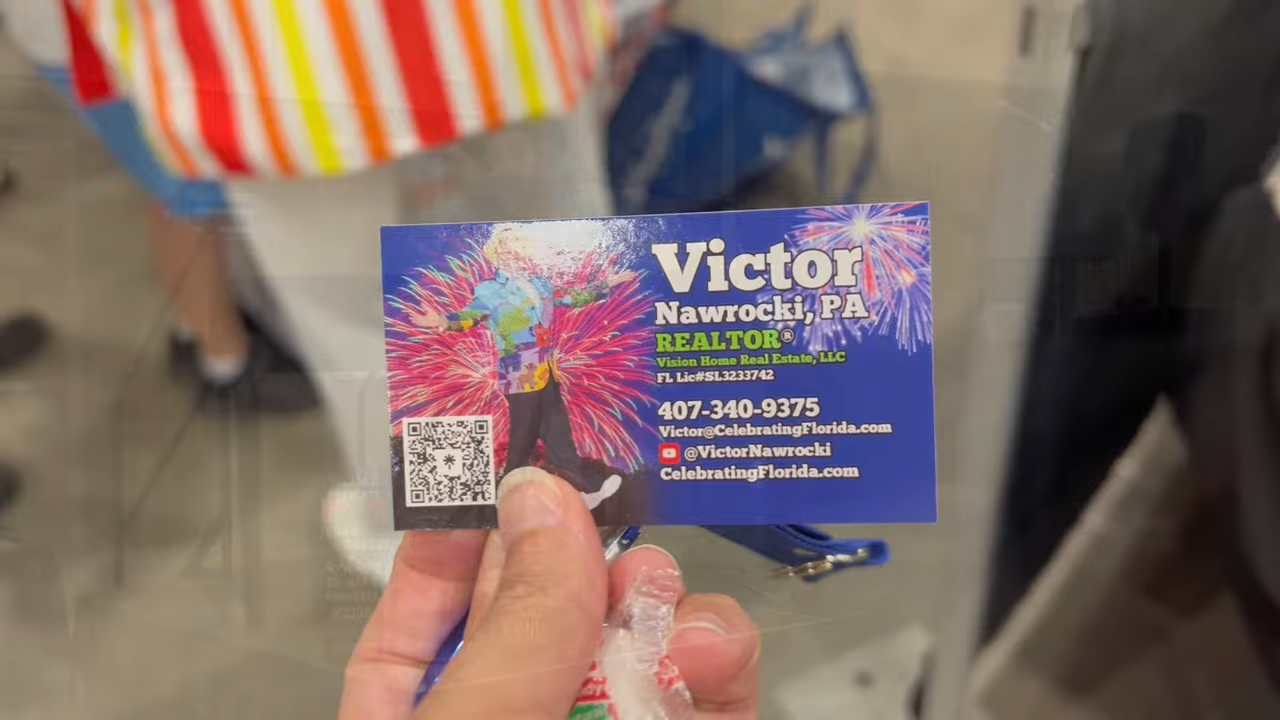 Victor
Nawrocki, PA
REALTOR®
Vision Home Real Estate, LLC
FL Lic#SL3233742
407-340-9375
Victor@CelebratingFlorida.com
@VictorNawrocki
CelebratingFlorida.com